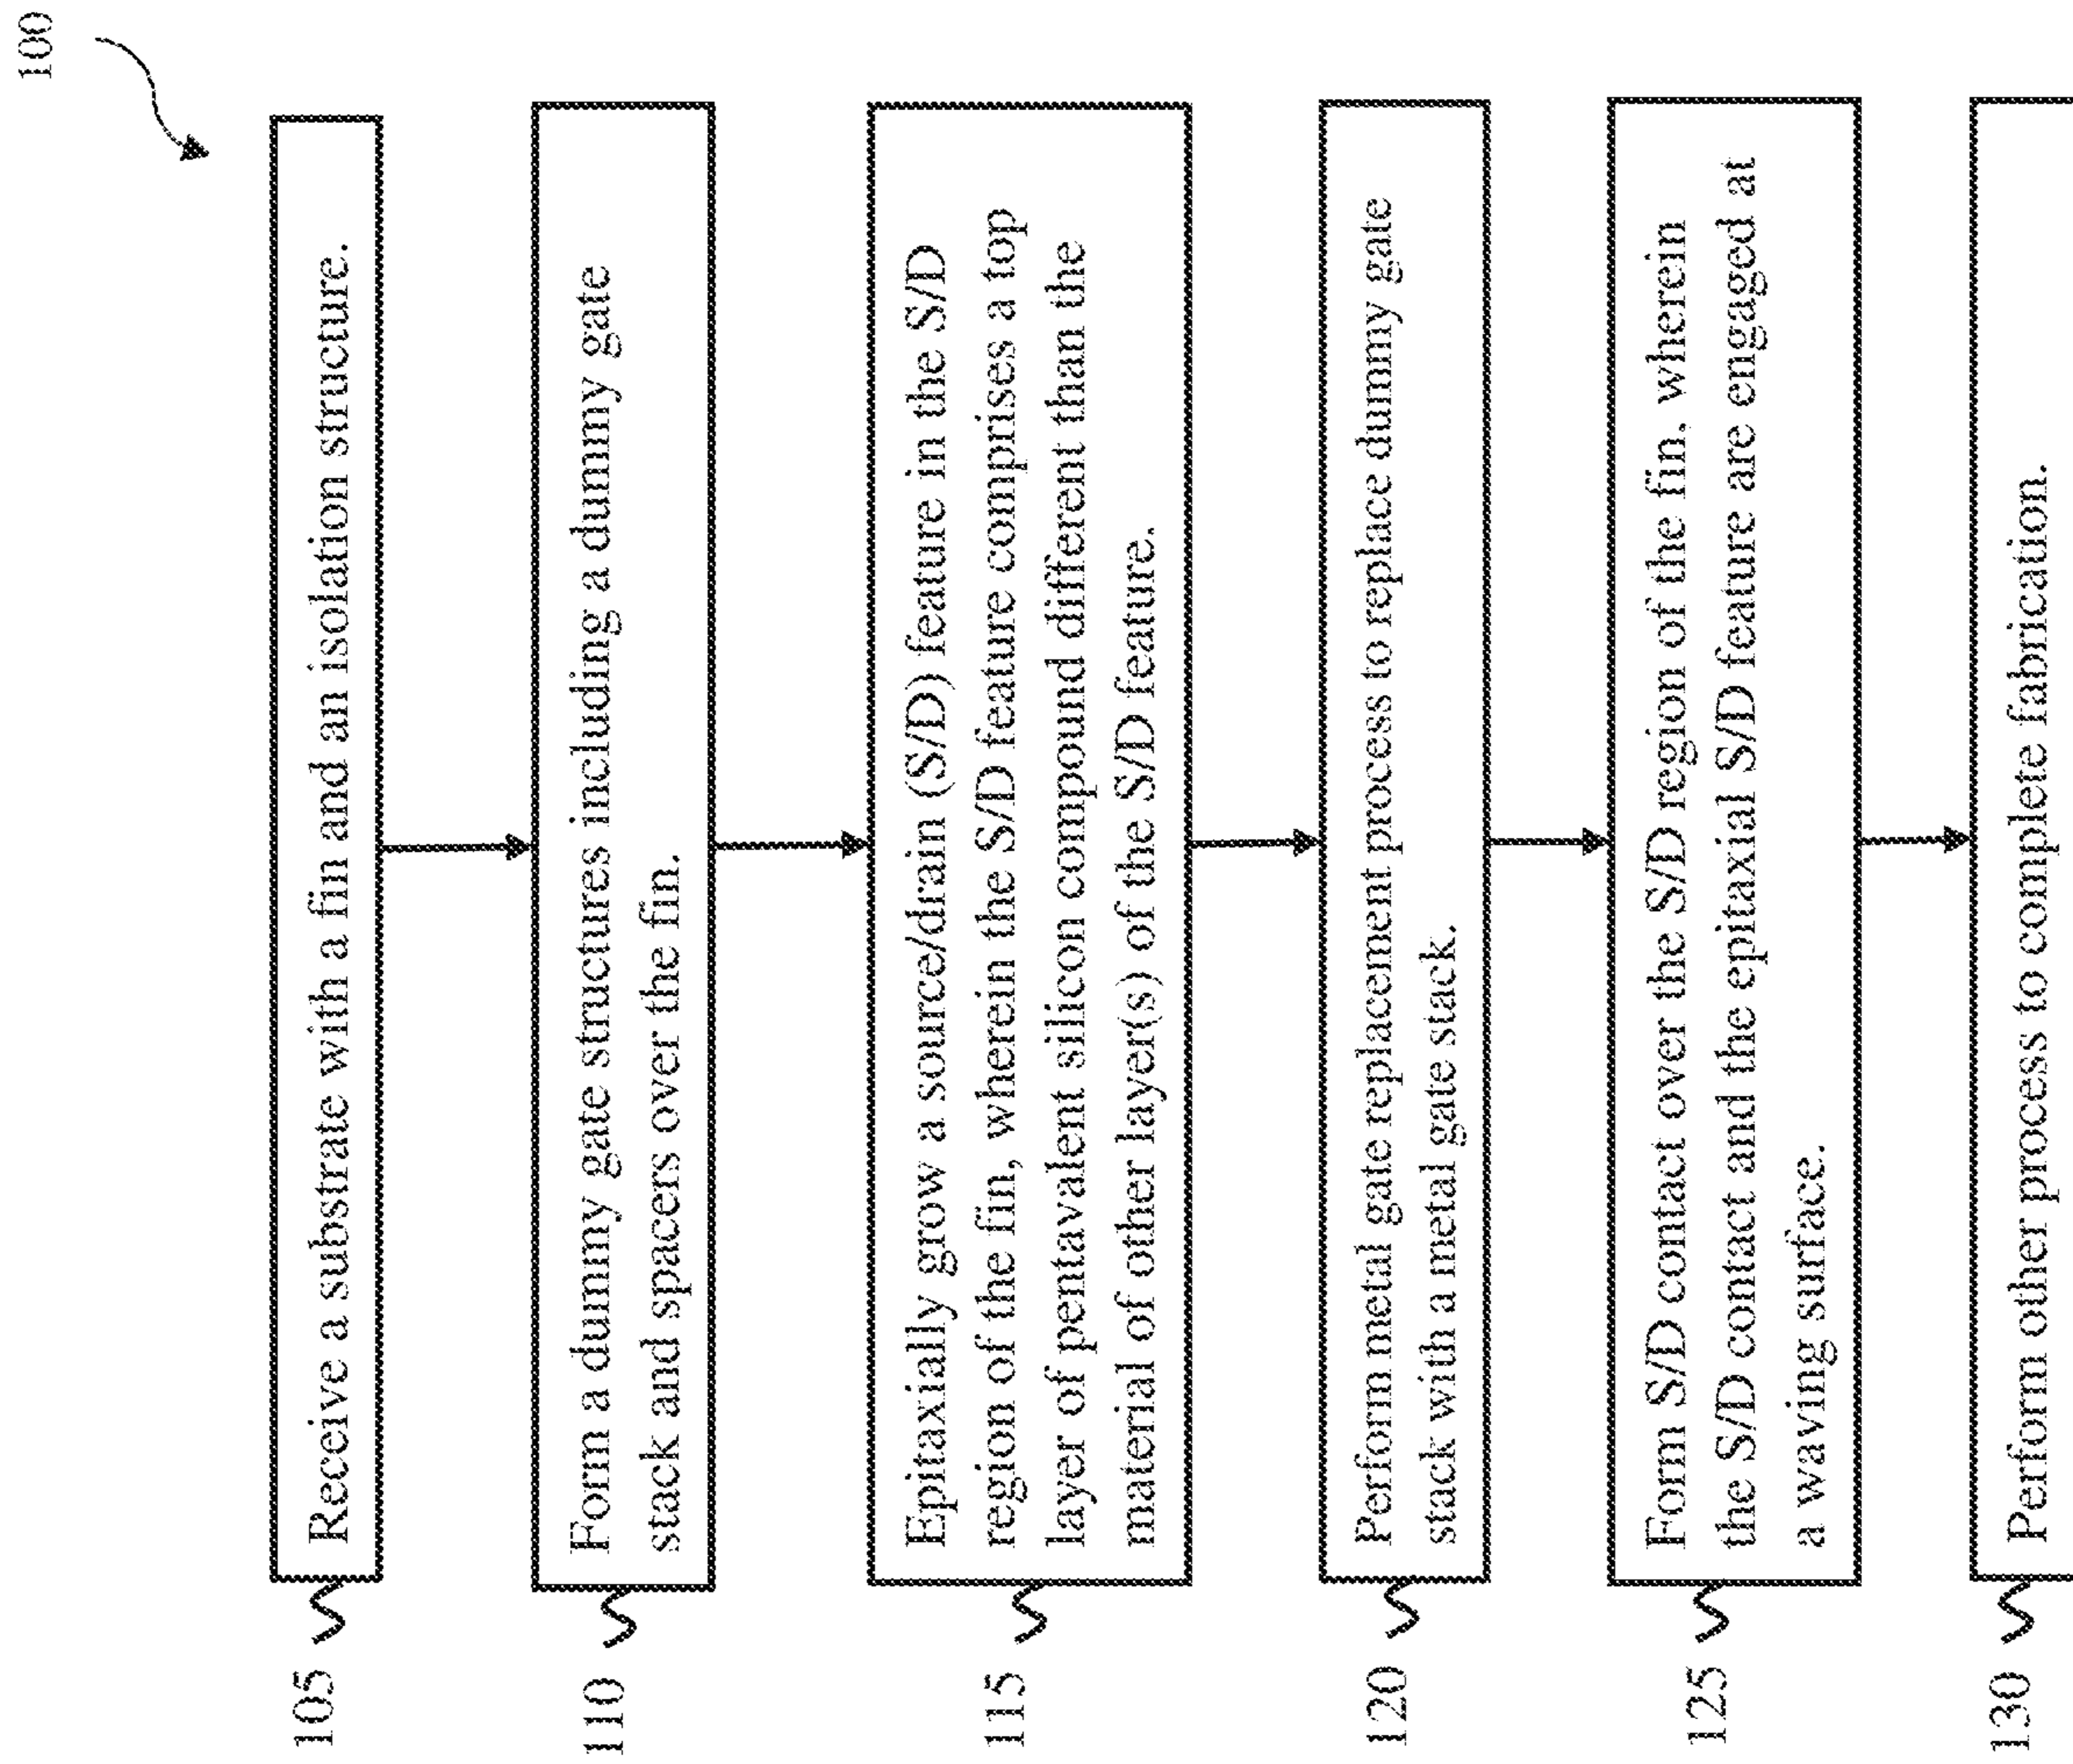 100
105
Receive a substrate with a fin and an isolation structure.
110
Form a dummy gate structures including a dummy gate
stack and spacers over the fin.
115
Epitaxially grow a source/drain (S/D) feature in the S/D
region of the fin, wherein the S/D feature comprises a top
layer of pentavalent silicon compound different than the
material of other layer(s) of the S/D feature.
120
Perform metal gate replacement process to replace dummy gate
stack with a metal gate stack.
125
Form S/D contact over the S/D region of the fin, wherein
the S/D contact and the epitaxial S/D feature are engaged at
a waving surface.
130
Perform other process to complete fabrication.